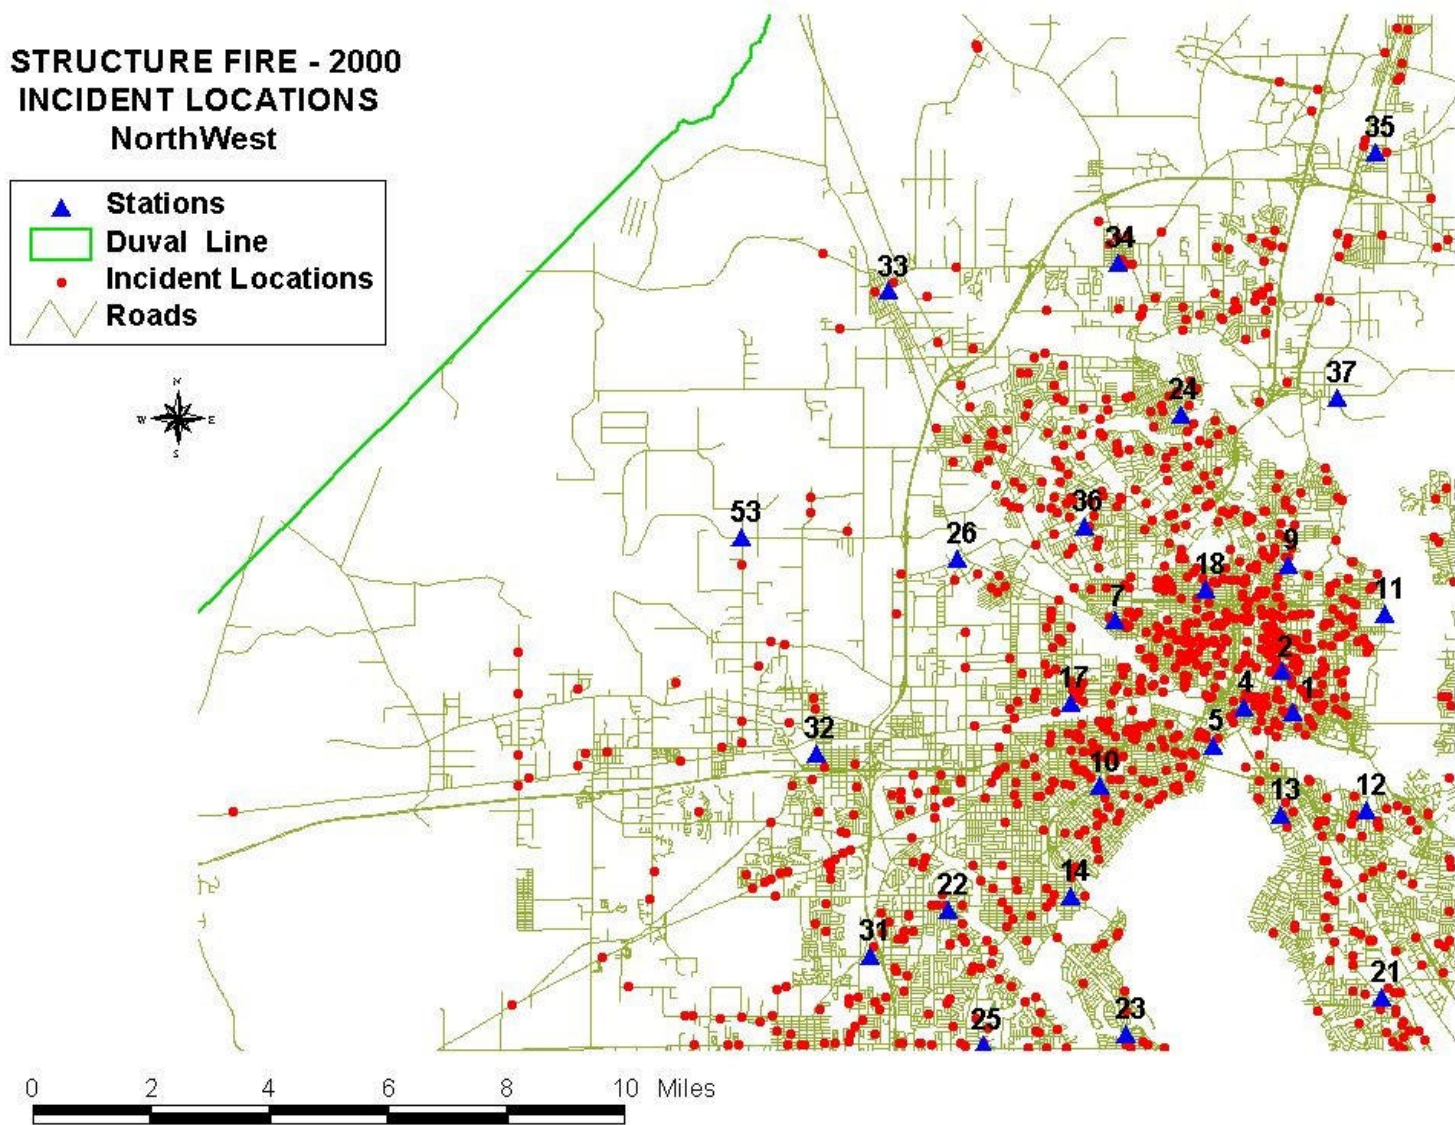 STRUCTURE FIRE - 2000
INCIDENT LOCATIONS
NorthWest
Stations
Duval Line
Incident Locations
Roads
N
W E
S
35
34
33
37
24
53
36
26
9
18
7
11
2
17
4 1
5
32
10
13
12
14
22
31
21
25
23
0 2 4 6 8 10 Miles